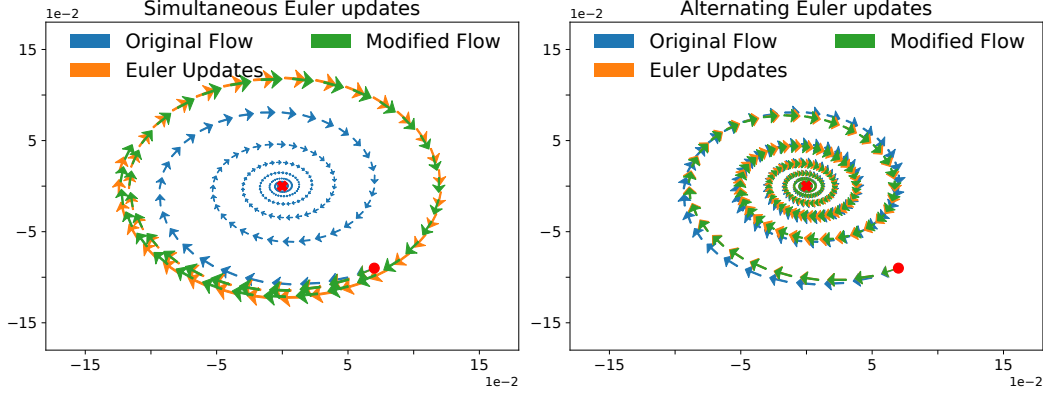 Simultaneous Euler updates
1e−2
Original Flow
Modified Flow
Euler Updates
15
5
−5
−15
−15
−5
5
15
1e−2
Alternating Euler updates
1e−2
Original Flow
Modified Flow
Euler Updates
15
5
−5
−15
−15
−5
5
15
1e−2